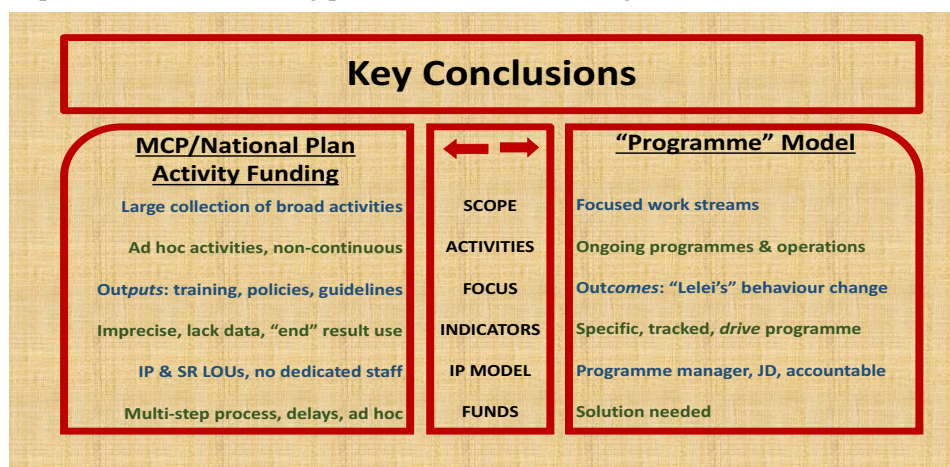 Key Conclusions
MCP/National Plan
Activity Funding
"Programme" Model
Large collection of broad activities
SCOPE
Focused work streams
Ad hoc activities, non-continuous
ACTIVITIES
Ongoing programmes & operations
Outputs: training, policies, guidelines
FOCUS
Outcomes: "Lelei's" behaviour change
Imprecise, lack data, "end" result use
INDICATORS
Specific, tracked, drive programme
IP & SR LOUs, no dedicated staff
IP MODEL
Programme manager, JD, accountable
Multi-step process, delays, ad hoc
FUNDS
Solution needed